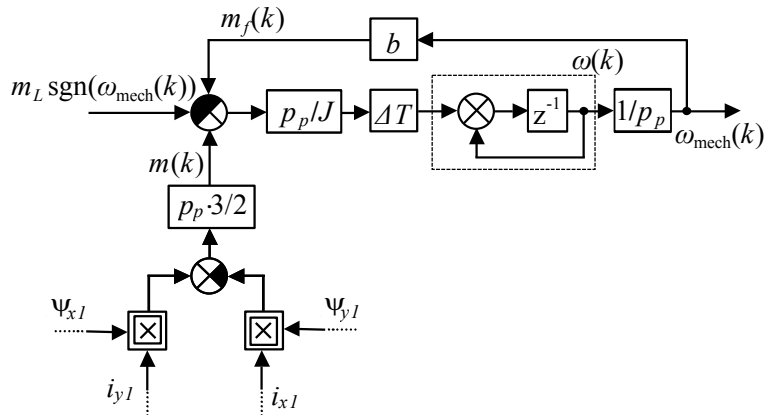 m_f(k)
b
m_L sgn(ω_mech(k))
ω(k)
p_p/J
ΔT
z⁻¹
1/p_p
ω_mech(k)
m(k)
p_p·3/2
Ψ_x1
Ψ_y1
i_y1
i_x1